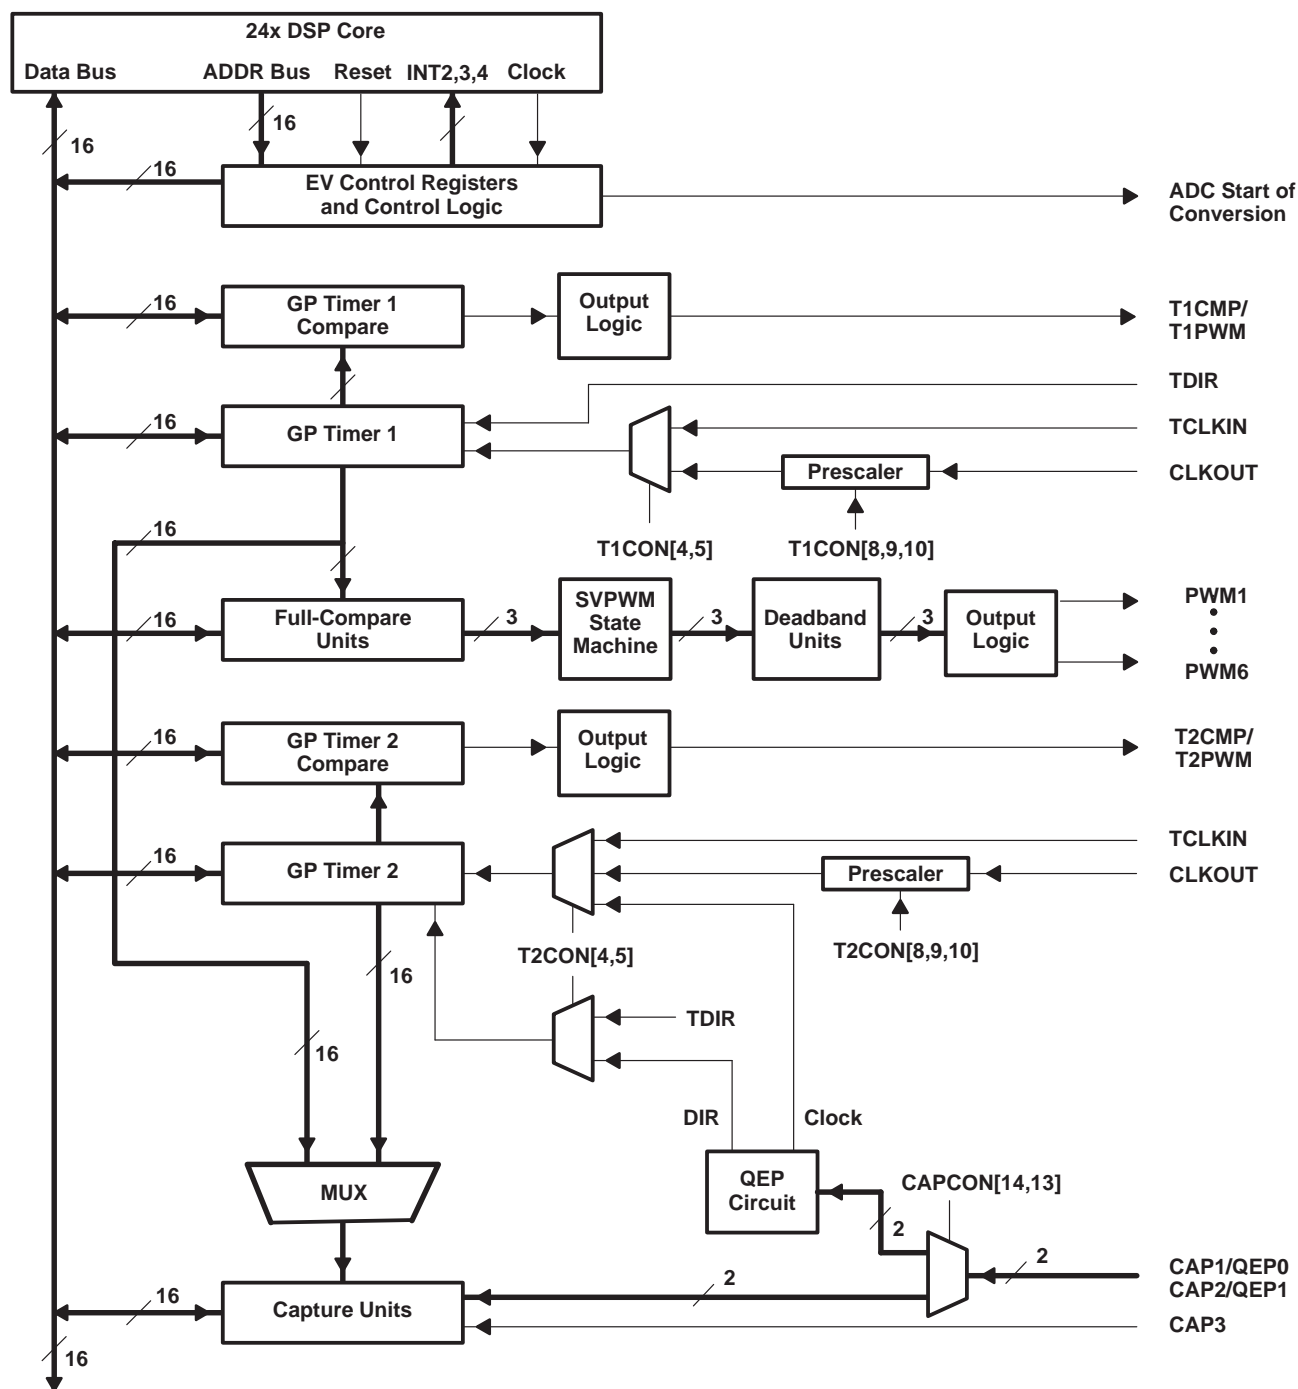 24x DSP Core
Data Bus
ADDR Bus
Reset
INT2,3,4
Clock
16
16
16
EV Control Registers
and Control Logic
ADC Start of
Conversion
16
GP Timer 1
Compare
Output
Logic
T1CMP/
T1PWM
TDIR
16
GP Timer 1
TCLKIN
Prescaler
CLKOUT
16
T1CON[4,5]
T1CON[8,9,10]
16
Full-Compare
Units
3
SVPWM
State
Machine
3
Deadband
Units
3
Output
Logic
PWM1
PWM6
16
GP Timer 2
Compare
Output
Logic
T2CMP/
T2PWM
TCLKIN
16
GP Timer 2
Prescaler
CLKOUT
T2CON[4,5]
T2CON[8,9,10]
16
TDIR
16
DIR
Clock
MUX
QEP
Circuit
CAPCON[14,13]
2
2
CAP1/QEP0
CAP2/QEP1
2
16
Capture Units
CAP3
16